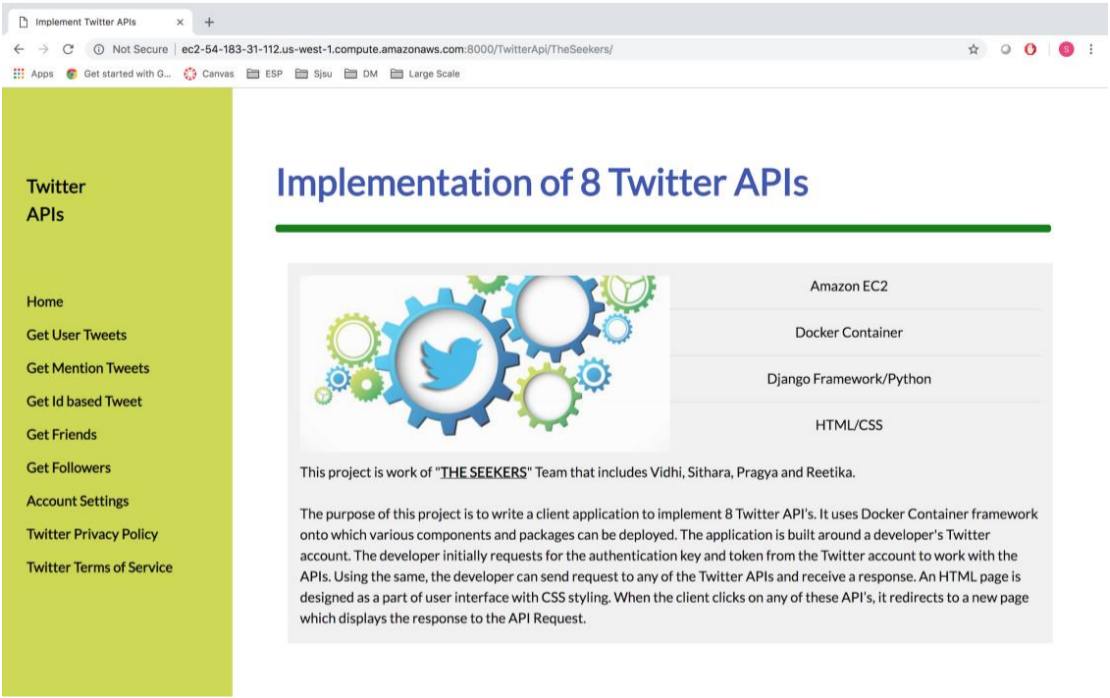 Implement Twitter APIs
Not Secure
ec2-54-183-31-112.us-west-1.compute.amazonaws.com:8000/TwitterApi/TheSeekers/
S
Apps
Get started with G...
Canvas
ESP
Sjsu
DM
Large Scale
Twitter
APIs
Home
Get User Tweets
Get Mention Tweets
Get Id based Tweet
Get Friends
Get Followers
Account Settings
Twitter Privacy Policy
Twitter Terms of Service
Implementation of 8 Twitter APIs
Amazon EC2
Docker Container
Django Framework/Python
HTML/CSS
This project is work of "THE SEEKERS" Team that includes Vidhi, Sithara, Pragya and Reetika.
The purpose of this project is to write a client application to implement 8 Twitter API's. It uses Docker Container framework
onto which various components and packages can be deployed. The application is built around a developer's Twitter
account. The developer initially requests for the authentication key and token from the Twitter account to work with the
APIs. Using the same, the developer can send request to any of the Twitter APIs and receive a response. An HTML page is
designed as a part of user interface with CSS styling. When the client clicks on any of these API's, it redirects to a new page
which displays the response to the API Request.